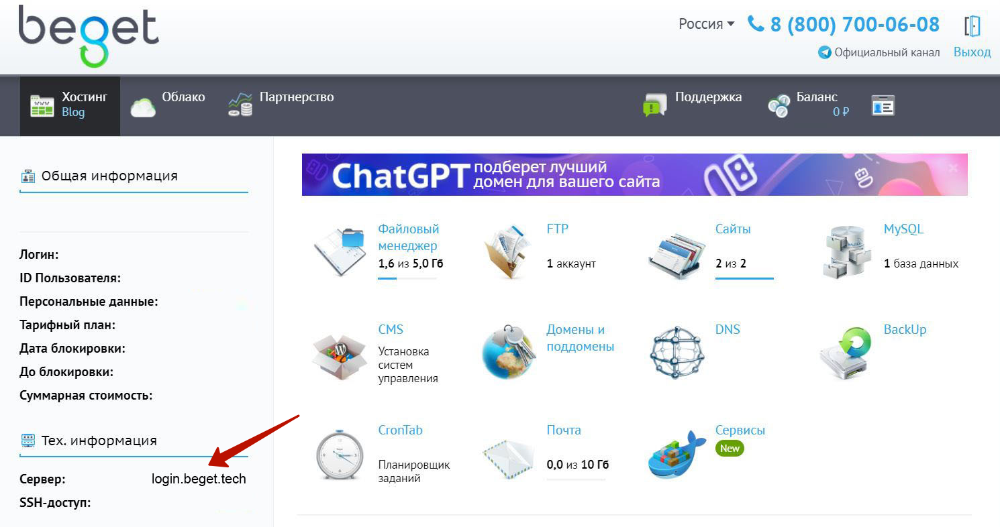 beget
Россия
8 (800) 700-06-08
Официальный канал
Выход
Хостинг
Blog
Облако
Партнерство
Поддержка
Баланс
0 ₽
Общая информация
Логин:
ID Пользователя:
Персональные данные:
Тарифный план:
Дата блокировки:
До блокировки:
Суммарная стоимость:
Тех. информация
Сервер: login.beget.tech
SSH-доступ:
ChatGPT подберет лучший
домен для вашего сайта
Файловый
менеджер
1,6 из 5,0 Гб
FTP
1 аккаунт
Сайты
2 из 2
MySQL
1 база данных
CMS
Установка
систем
управления
Домены и
поддомены
DNS
BackUp
CronTab
Планировщик
заданий
Почта
0,0 из 10 Гб
Сервисы
New